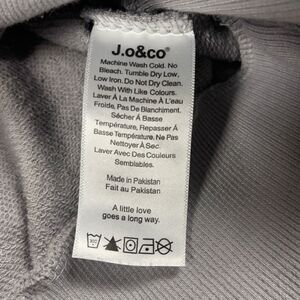 J.o&co®
Machine Wash Cold. No
Bleach. Tumble Dry Low,
Low Iron. Do Not Dry Clean.
Wash With Like Colours.
Laver Á La Machine Á L'eau
Froide, Pas De Blanchiment.
Sécher Á Basse
Température, Repasser Á
Basse Température. Ne Pas
Nettoyer Á Sec.
Laver Avec Des Couleurs
Semblables.
Made in Pakistan
Fait au Pakistan
A little love
goes a long way.